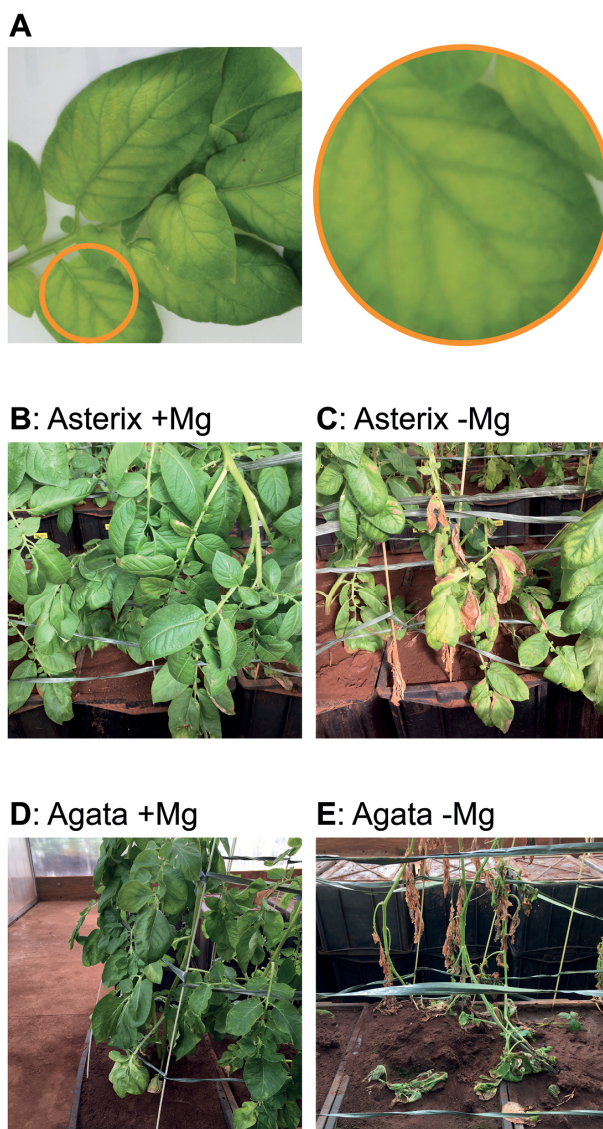 A
B: Asterix +Mg
C: Asterix -Mg
D: Agata +Mg
E: Agata -Mg